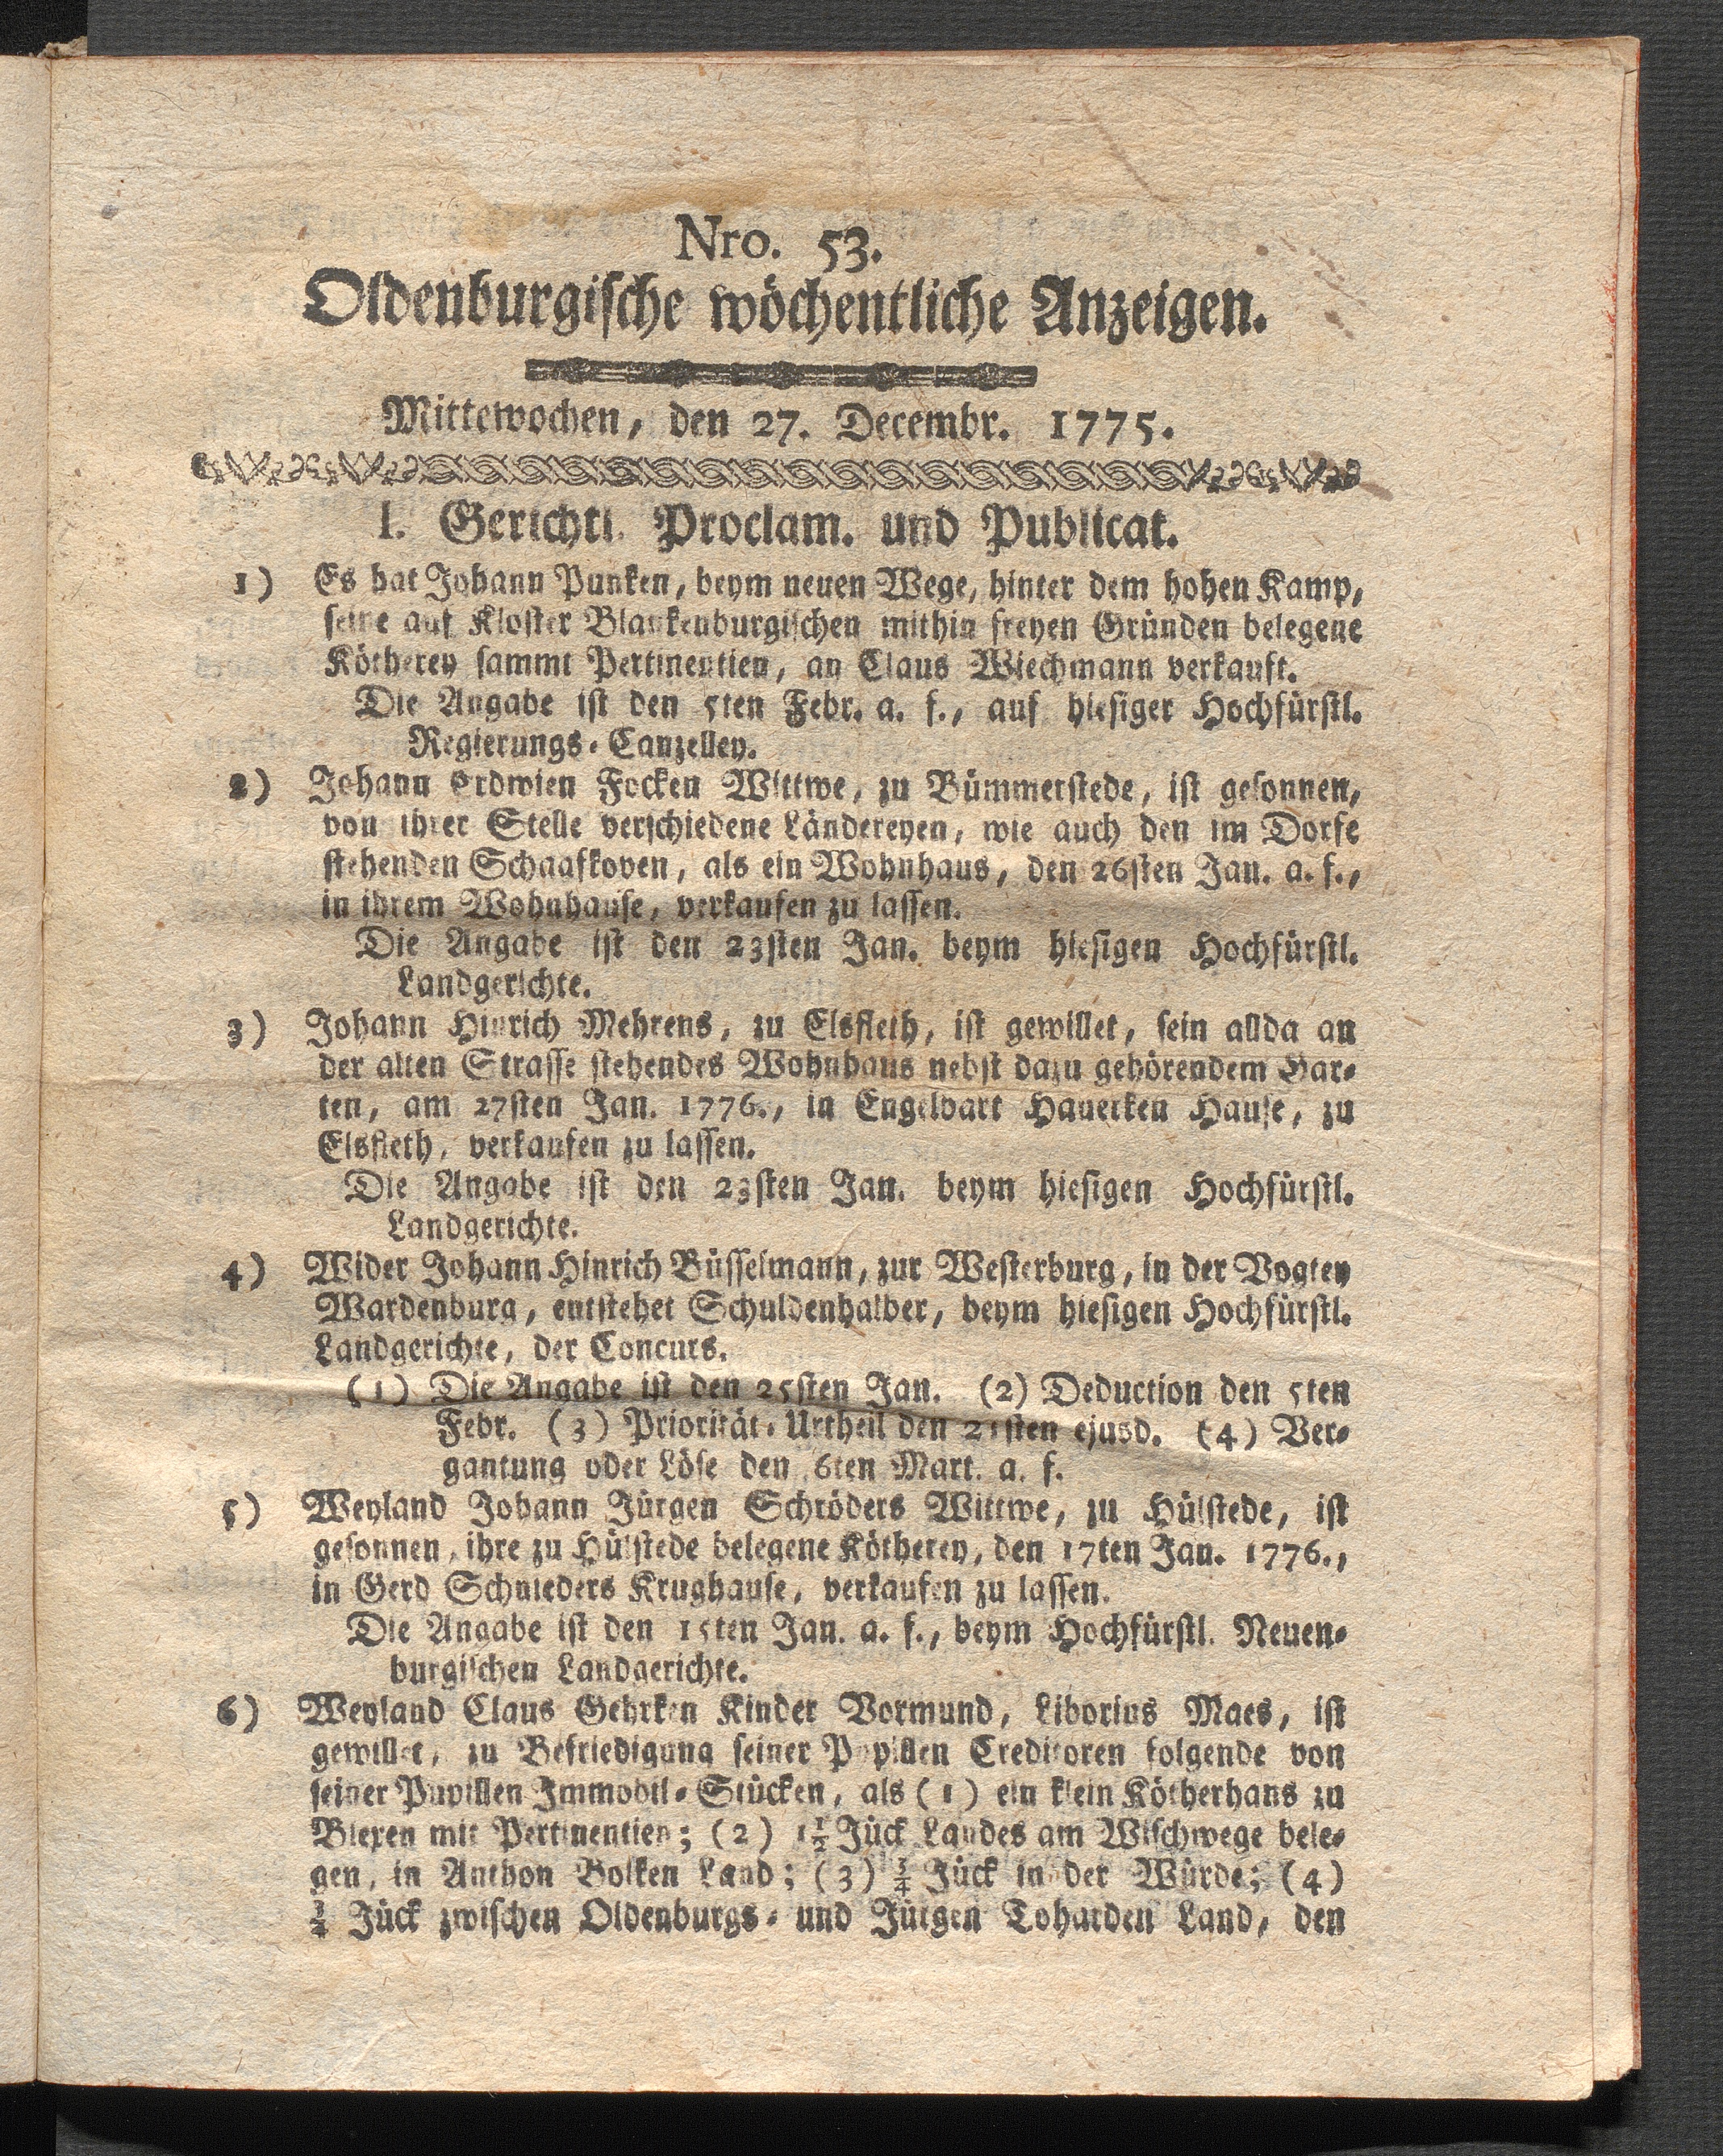 Nro. 53.
Oldenburgische wöchentliche Anzeigen.
Mittewochen, den 27. Decembr. 1775.
I. Gerichtl. Proclam. und Publicat.
1) Es hat Johann Punken, beym neuen Wege, hinter dem hohen Kamp,
seine auf Kloster Blankenburgischen mithin freyen Gründen belegene
Kötherey sammt Pertinentien, an Claus Wiechmann verkauft.
Die Angabe ist den 5ten Febr. a. f., auf hiesiger Hochfürstl.
Regierungs-Canzelley.
2) Johann Erdwien Focken Wittwe, zu Bümmerstede, ist gesonnen,
von ihrer Stelle verschiedene Ländereyen, wie auch den im Dorfe
stehenden Schaafkoven, als ein Wohnhaus, den 26sten Jan. a. f.,
in ihrem Wohnhause, verkaufen zu lassen.
Die Angabe ist den 23sten Jan. beym hiesigen Hochfürstl.
Landgerichte.
3) Johann Hinrich Mehrens, zu Elsfleth, ist gewillet, sein allda an
der alten Strasse stehendes Wohnhaus nebst dazu gehörendem Gar-
ten, am 27sten Jan. 1776., in Engelbart Hauerken Hause, zu
Elsfleth, verkaufen zu lassen.
Die Angabe ist den 23sten Jan. beym hiesigen Hochfürstl.
Landgerichte.
4) Wider Johann Hinrich Büsselmann, zur Westerburg, in der Vogtey
Wardenburg, entstehet Schuldenhalber, beym hiesigen Hochfürstl.
Landgerichte, der Concurs.
(1) Die Angabe ist den 25sten Jan. (2) Deduction den 5ten
Febr. (3) Priorität-Urtheil den 21sten ejusd. (4) Ver-
gantung oder Löse den 6ten Mart. a. f.
5) Weyland Johann Jürgen Schröders Wittwe, zu Hülstede, ist
gesonnen, ihre zu Hülstede belegene Kötherey, den 17ten Jan. 1776.,
in Gerd Schnieders Krughause, verkaufen zu lassen.
Die Angabe ist den 15ten Jan. a. f., beym Hochfürstl. Neuen-
burgischen Landgerichte.
6) Weyland Claus Gehrken Kinder Vormund, Liborius Maes, ist
gewillet, zu Befriedigung seiner Pupillen Creditoren folgende von
seiner Pupillen Immobil-Stücken, als (1) ein klein Kötherhans zu
Blexen mit Pertinentien; (2) 1½ Jück Landes am Wischwege bele-
gen, in Anthon Bolken Land; (3) ¾ Jück in der Würde; (4)
¾ Jück zwischen Oldenburgs- und Jürgen Toharden Land, den